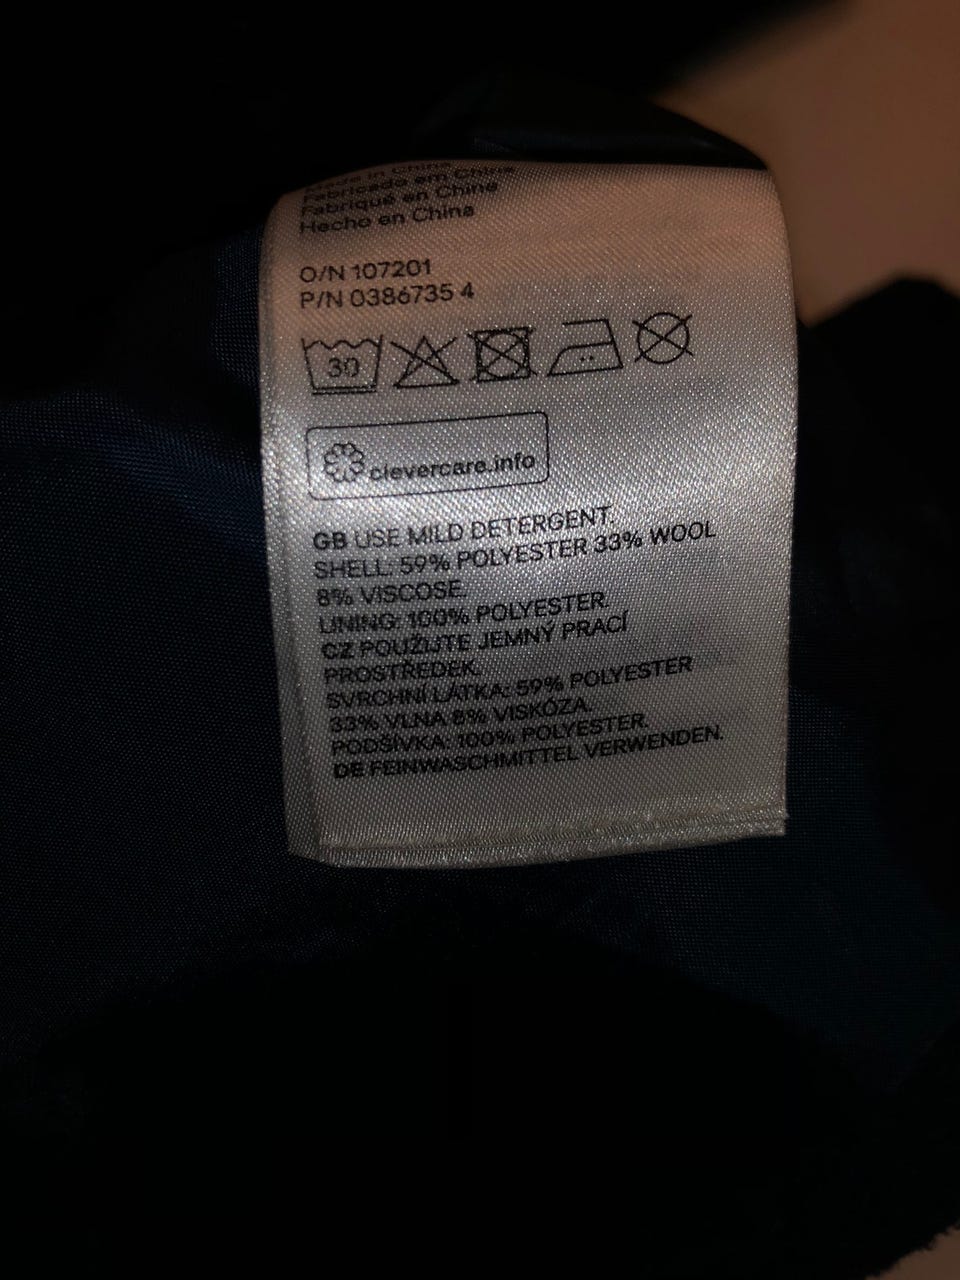 Made in China
Fabricado em China
Fabriqué en Chine
Hecho en China
O/N 107201
P/N 0386735 4
30
clevercare.info
GB USE MILD DETERGENT.
SHELL: 59% POLYESTER 33% WOOL
8% VISCOSE.
LINING: 100% POLYESTER.
CZ POUŽIJTE JEMNÝ PRACÍ
PROSTŘEDEK.
SVRCHNÍ LÁTKA: 59% POLYESTER
33% VLNA 8% VISKÓZA.
PODŠÍVKA: 100% POLYESTER.
DE FEINWASCHMITTEL VERWENDEN.